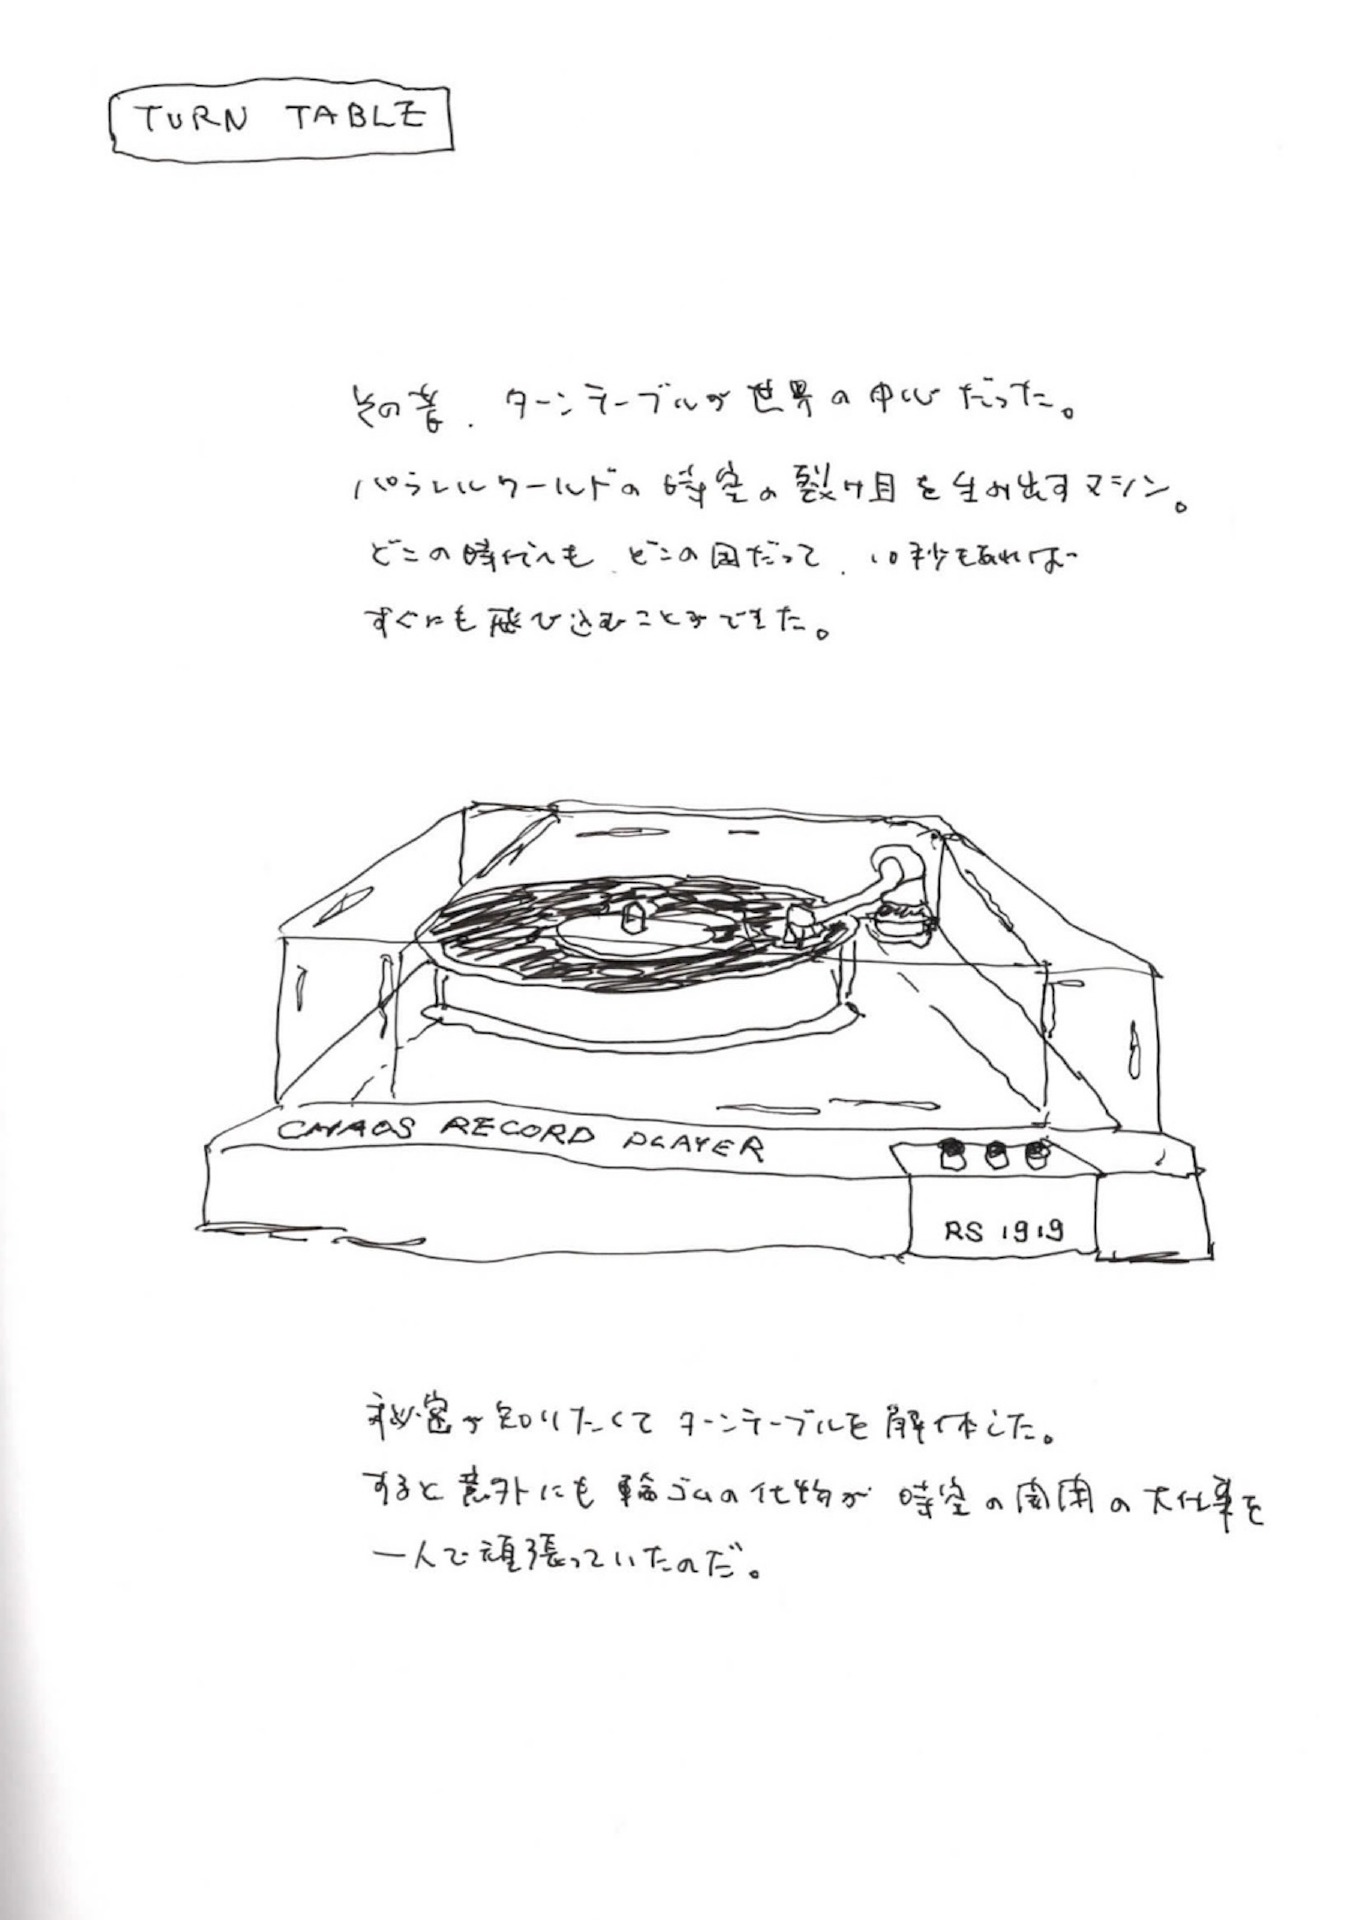 TURN TABLE
その昔、ターンテーブルが世界の中心だった。
パラレルワールドの時空の裂け目を生み出すマシン。
どこの時代へも、どこの国だって、10秒もあれば
すぐにも飛び込むことができた。
CHAOS RECORD PLAYER
RS 1919
秘密が知りたくてターンテーブルを解体した。
すると意外にも輪ゴムの化物が時空の開閉の大仕事を
一人で頑張っていたのだ。